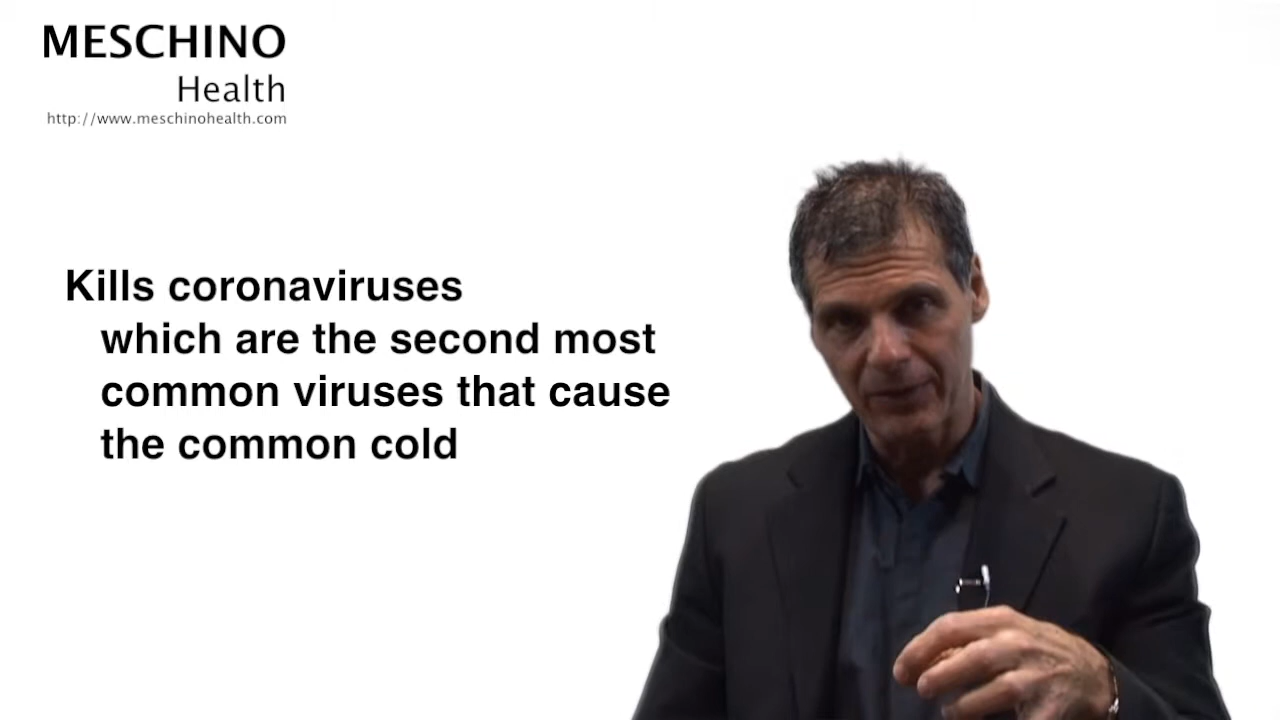 MESCHINO
Health
http://www.meschinohealth.com
Kills coronaviruses
which are the second most
common viruses that cause
the common cold